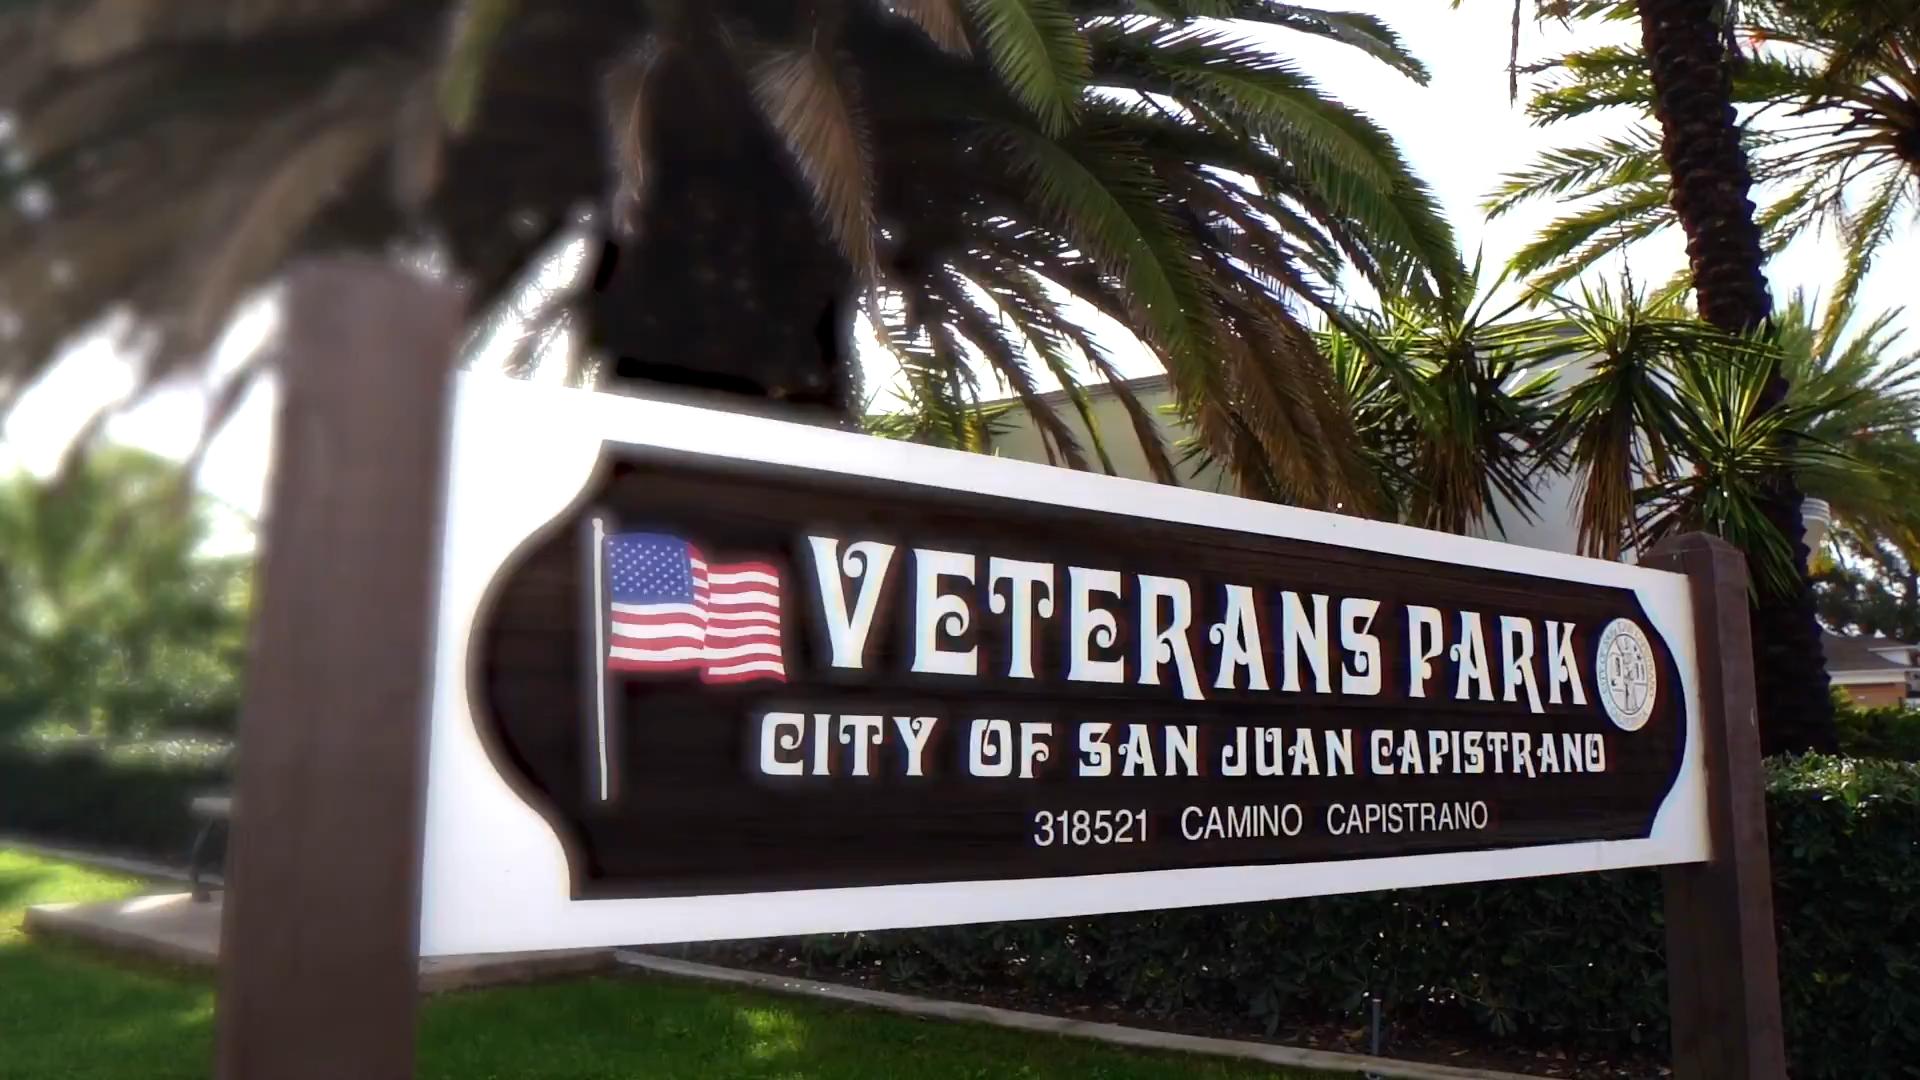 VETERANS PARK
CITY OF SAN JUAN CAPISTRANO
318521 CAMINO CAPISTRANO